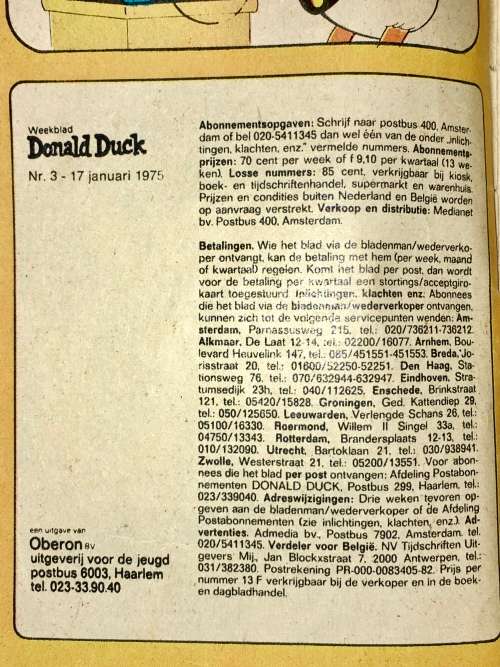 Weekblad
Donald Duck
Nr. 3 - 17 januari 1975
Abonnementsopgaven: Schrijf naar postbus 400, Amster-
dam of bel 020-5411345 dan wel één van de onder „inlich-
tingen, klachten, enz." vermelde nummers. Abonnements-
prijzen: 70 cent per week of f 9,10 per kwartaal (13 we-
ken). Losse nummers: 85 cent, verkrijgbaar bij kiosk,
boek- en tijdschriftenhandel, supermarkt en warenhuis.
Prijzen en condities buiten Nederland en België worden
op aanvraag verstrekt. Verkoop en distributie: Medianet
bv. Postbus 400, Amsterdam.
Betalingen. Wie het blad via de bladenman/wederverko-
per ontvangt, kan de betaling met hem (per week, maand
of kwartaal) regelen. Komt het blad per post, dan wordt
voor de betaling per kwartaal een stortings/acceptgiro-
kaart toegestuurd. Inlichtingen, klachten enz. Abonnees
die het blad via de bladenman/wederverkoper ontvangen,
kunnen zich tot de volgende servicepunten wenden: Am-
sterdam, Parnassusweg 215, tel.: 020/736211-736212.
Alkmaar, De Laat 12-14, tel.: 02200/16077. Arnhem, Bou-
levard Heuvelink 147, tel.: 085/451551-451553. Breda, Jo-
risstraat 20, tel.: 01600/52250-52251. Den Haag, Sta-
tionsweg 76, tel.: 070/632944-632947. Eindhoven, Stra-
tumsedijk 23h, tel.: 040/112625. Enschede, Brinkstraat
121, tel.: 05420/15828. Groningen, Ged. Kattendiep 29,
tel.: 050/125650. Leeuwarden, Verlengde Schans 26, tel.:
05100/16330. Roermond, Willem II Singel 33a, tel.:
04750/13343. Rotterdam, Brandersplaats 12-13, tel.:
010/132090. Utrecht, Bartoklaan 21, tel.: 030/938941.
Zwolle, Westerstraat 21, tel.: 05200/13551. Voor abon-
nees die het blad per post ontvangen: Afdeling Postabon-
nementen DONALD DUCK, Postbus 299, Haarlem, tel.:
023/339040. Adreswijzigingen: Drie weken tevoren op-
geven aan de bladenman/wederverkoper of de Afdeling
Postabonnementen (zie inlichtingen, klachten, enz.). Ad-
vertenties. Admedia bv., Postbus 7902, Amsterdam. tel.
020/5411345. Verdeler voor België. NV Tijdschriften Uit-
gevers Mij., Jan Blockxstraat 7, 2000 Antwerpen, tel.:
031/382380. Postrekening PR-000-0083405-82. Prijs per
nummer 13 F verkrijgbaar bij de verkoper en in de boek-
en dagbladhandel.
een uitgave van
Oberon BV
uitgeverij voor de jeugd
postbus 6003, Haarlem
tel. 023-33.90.40